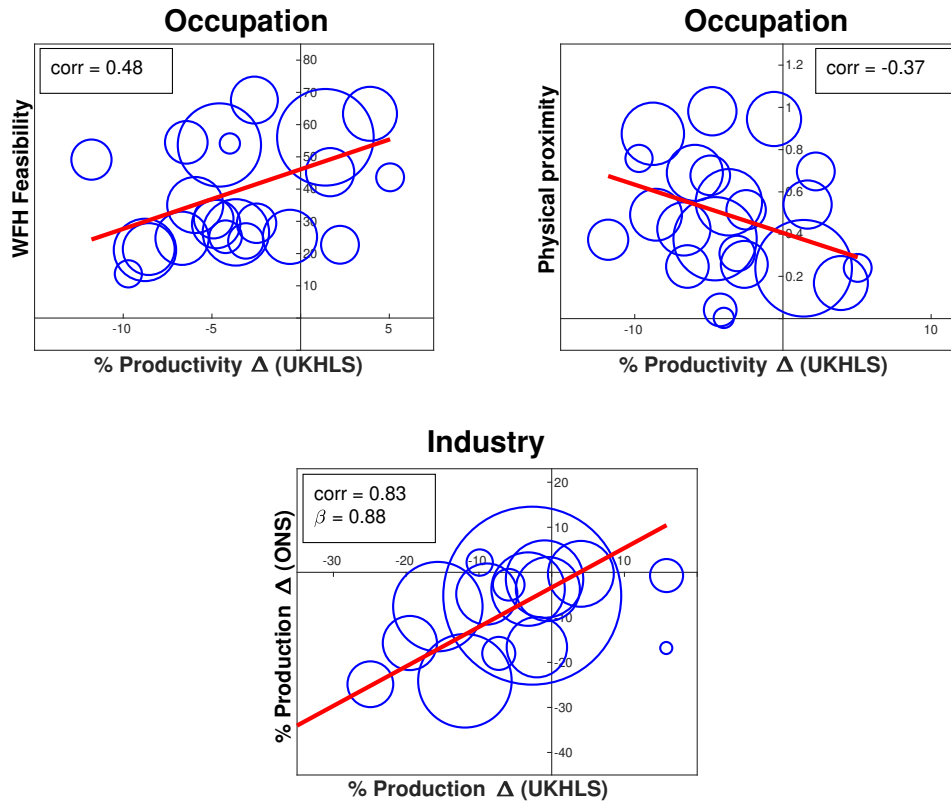 Occupation
corr = 0.48
WFH Feasibility
80
70
60
50
40
30
20
10
-10
-5
5
% Productivity Δ (UKHLS)
Occupation
corr = -0.37
Physical proximity
1.2
1
0.8
0.6
0.4
0.2
-10
10
% Productivity Δ (UKHLS)
Industry
corr = 0.83
β = 0.88
% Production Δ (ONS)
20
10
-30
-20
-10
10
-10
-20
-30
-40
% Production Δ (UKHLS)